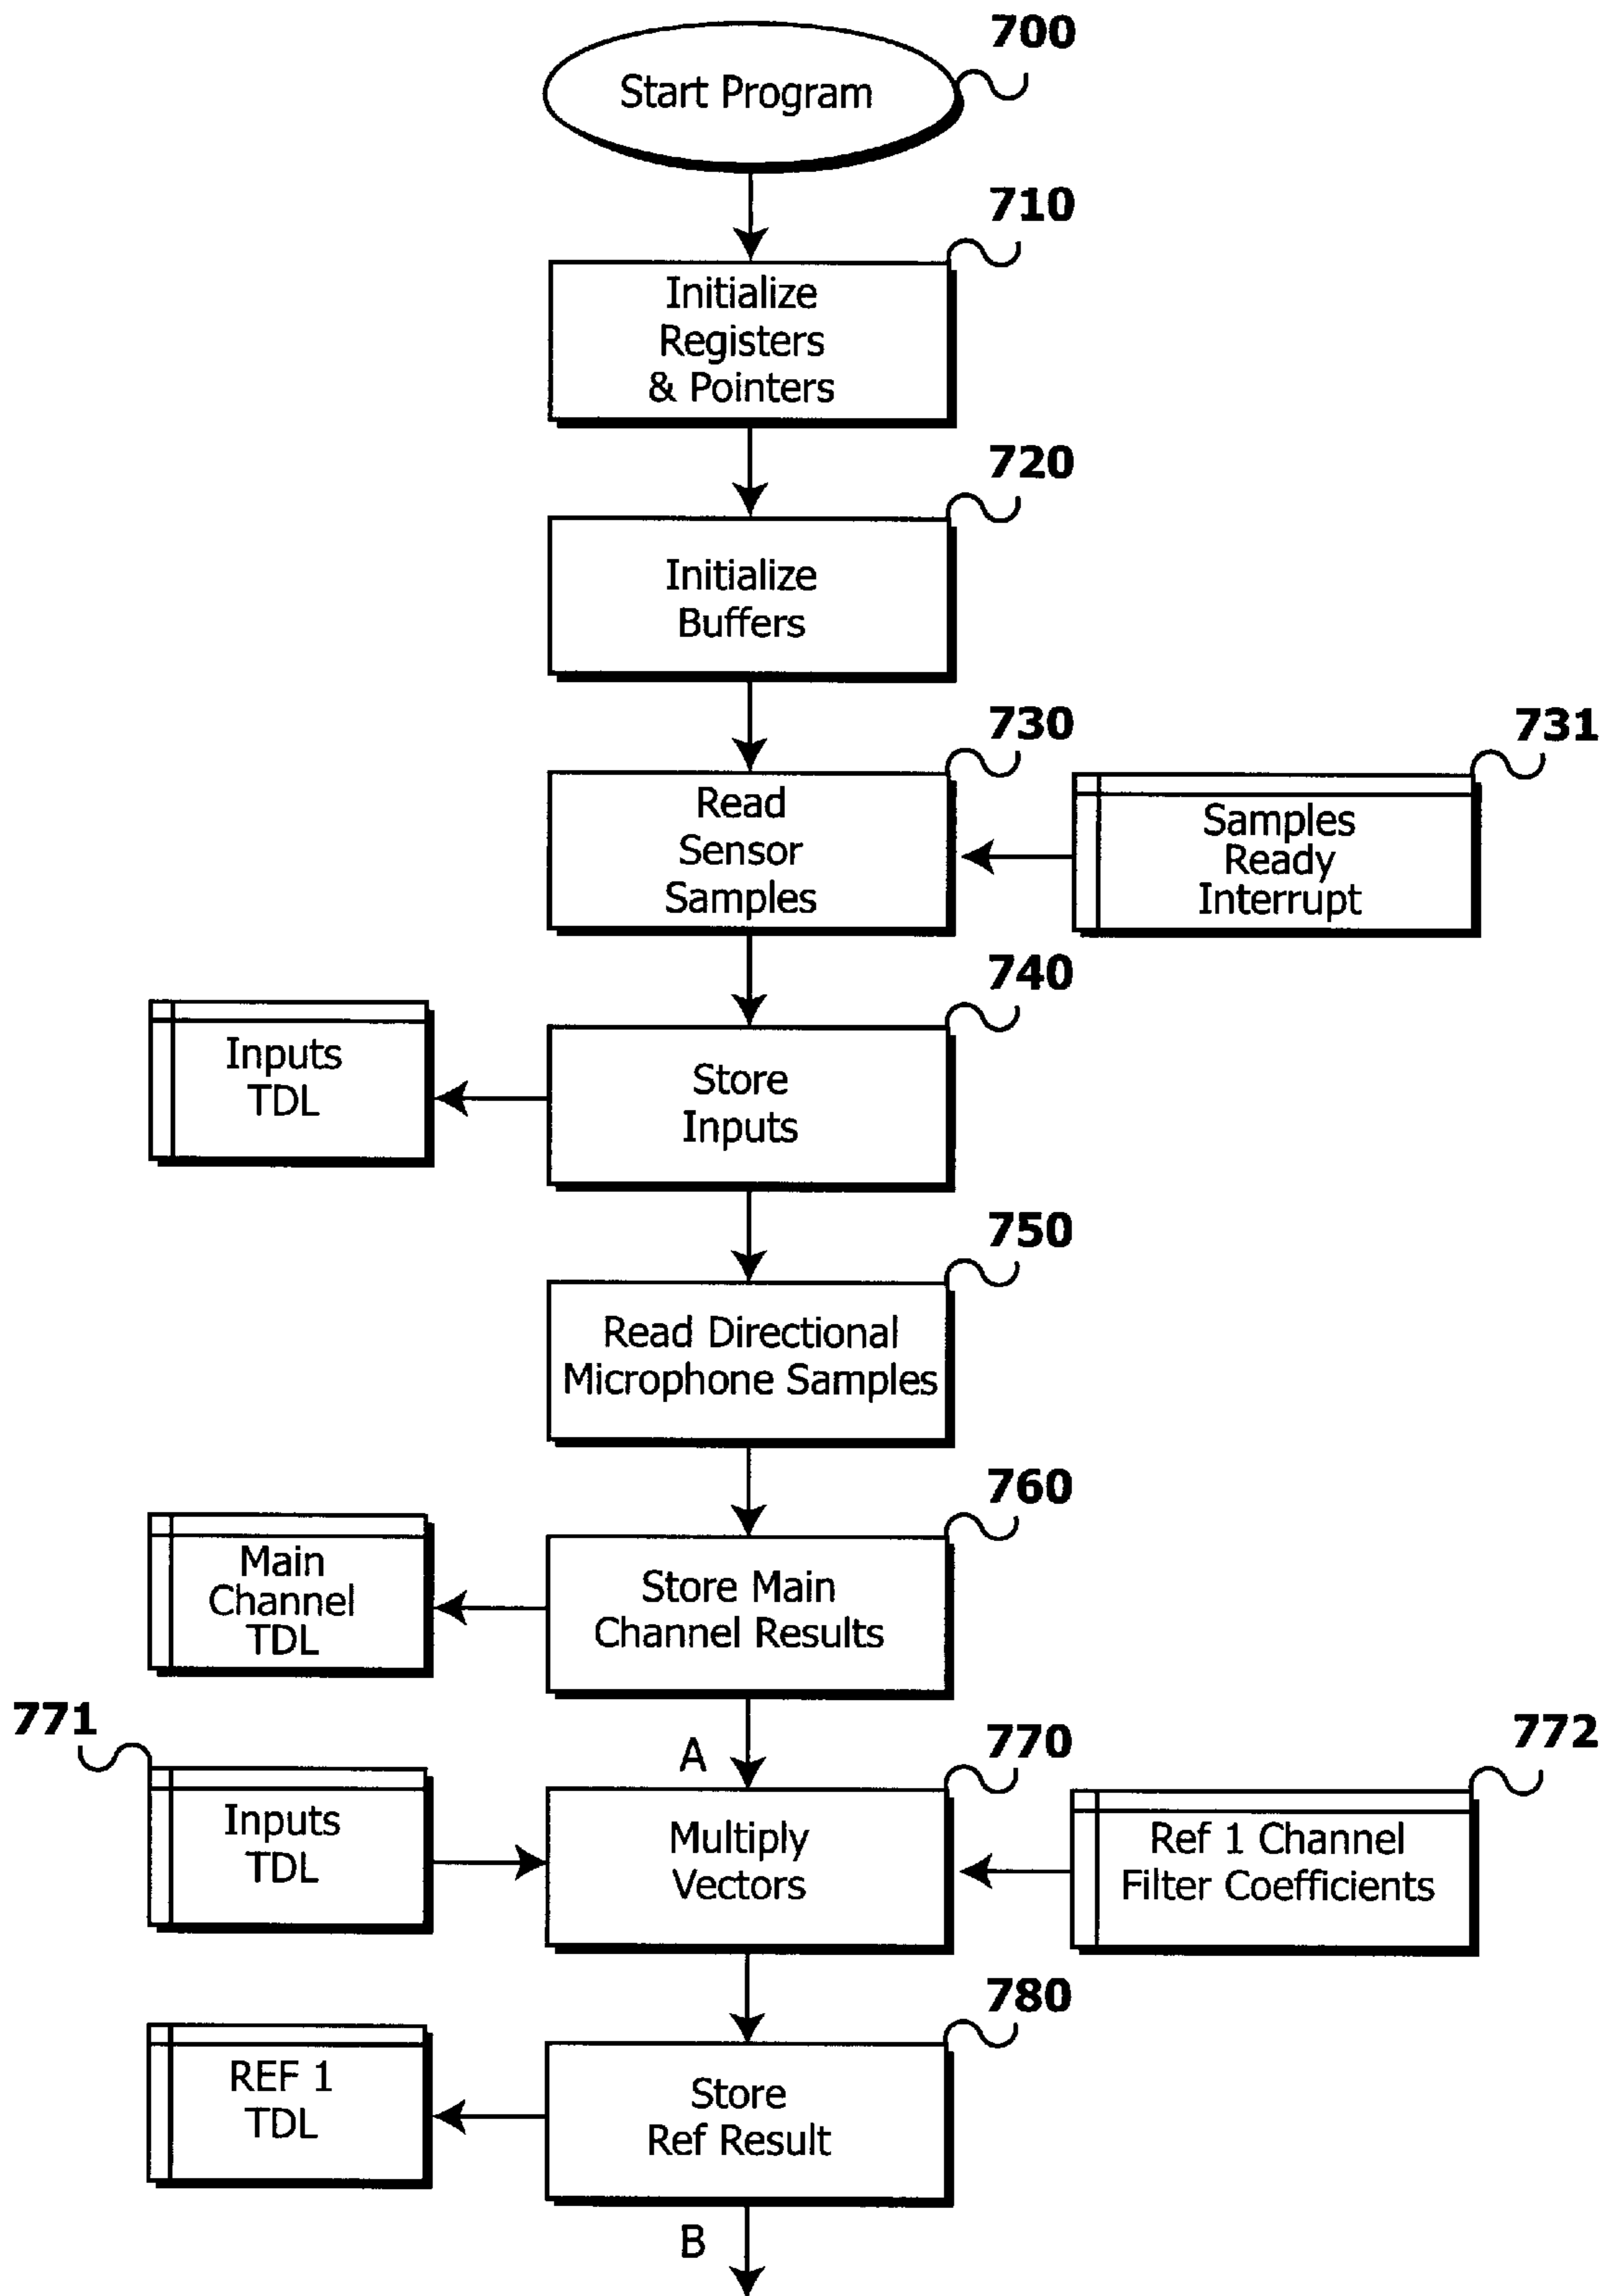 700
Start Program
710
Initialize
Registers
& Pointers
720
Initialize
Buffers
730
Read
Sensor
Samples
731
Samples
Ready
Interrupt
740
Inputs
TDL
Store
Inputs
750
Read Directional
Microphone Samples
760
Main
Channel
TDL
Store Main
Channel Results
771
A
770
772
Inputs
TDL
Multiply
Vectors
Ref 1 Channel
Filter Coefficients
780
REF 1
TDL
Store
Ref Result
B